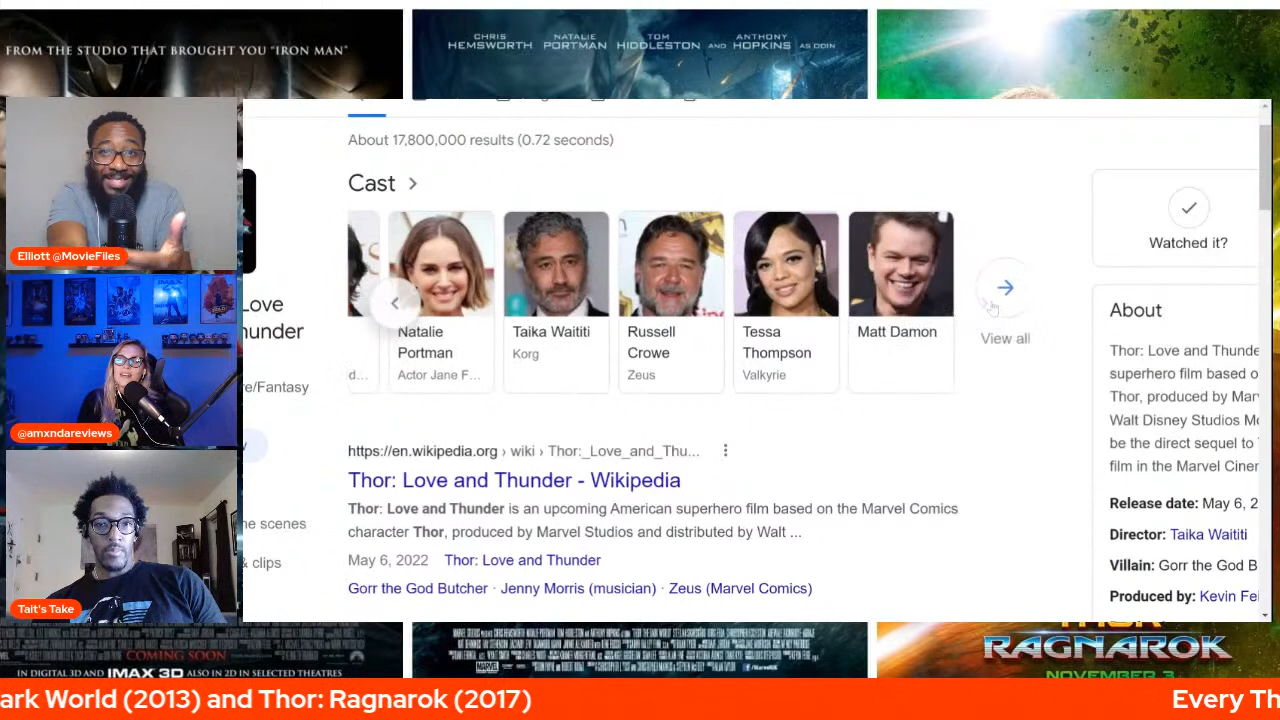 FROM THE STUDIO THAT BROUGHT YOU "IRON MAN"
CHRIS HEMSWORTH NATALIE PORTMAN TOM HIDDLESTON AND ANTHONY HOPKINS AS ODIN
About 17,800,000 results (0.72 seconds)
Cast
Watched it?
Elliott @MovieFiles
Love
hunder
re/Fantasy
Natalie
Portman
Actor Jane F...
d...
Taika Waititi
Korg
Russell
Crowe
Zeus
Tessa
Thompson
Valkyrie
Matt Damon
View all
About
Thor: Love and Thunde
superhero film based o
Thor, produced by Mar
Walt Disney Studios Mo
be the direct sequel to
film in the Marvel Cinem
Release date: May 6, 2
Director: Taika Waititi
Villain: Gorr the God B
Produced by: Kevin Fei
@amxndareviews
https://en.wikipedia.org › wiki › Thor:_Love_and_Thu...
Thor: Love and Thunder - Wikipedia
Thor: Love and Thunder is an upcoming American superhero film based on the Marvel Comics
character Thor, produced by Marvel Studios and distributed by Walt ...
May 6, 2022 Thor: Love and Thunder
Gorr the God Butcher · Jenny Morris (musician) · Zeus (Marvel Comics)
he scenes
& clips
Tait's Take
COMING SOON
IN DIGITAL 3D AND IMAX 3D ALSO IN 2D IN SELECTED THEATRES
MARVEL
THOR
RAGNAROK
NOVEMBER 3
ark World (2013) and Thor: Ragnarok (2017)
Every Th